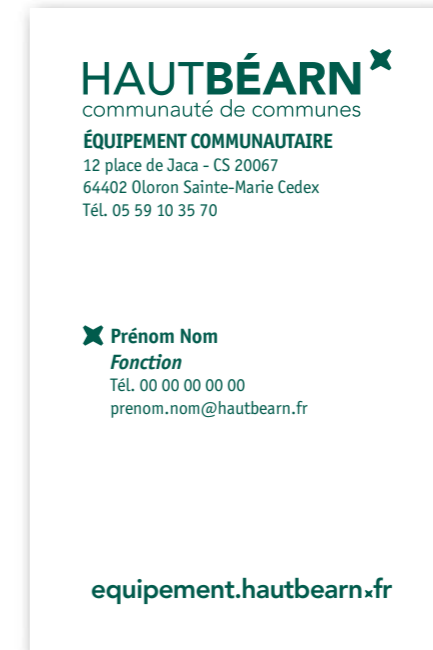 HAUTBÉARN
communauté de communes
ÉQUIPEMENT COMMUNAUTAIRE
12 place de Jaca - CS 20067
64402 Oloron Sainte-Marie Cedex
Tél. 05 59 10 35 70
Prénom Nom
Fonction
Tél. 00 00 00 00 00
prenom.nom@hautbearn.fr
equipement.hautbearn×fr